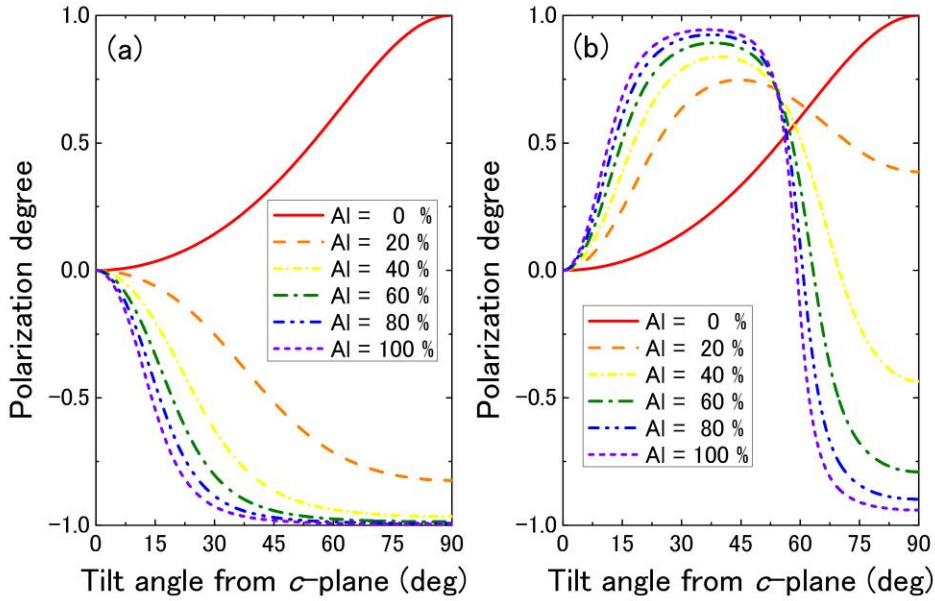 (a)
1.0
0.5
0.0
-0.5
-1.0
Polarization degree
Al = 0 %
Al = 20 %
Al = 40 %
Al = 60 %
Al = 80 %
Al = 100 %
0 15 30 45 60 75 90
Tilt angle from c-plane (deg)
(b)
1.0
0.5
0.0
-0.5
-1.0
Polarization degree
Al = 0 %
Al = 20 %
Al = 40 %
Al = 60 %
Al = 80 %
Al = 100 %
0 15 30 45 60 75 90
Tilt angle from c-plane (deg)